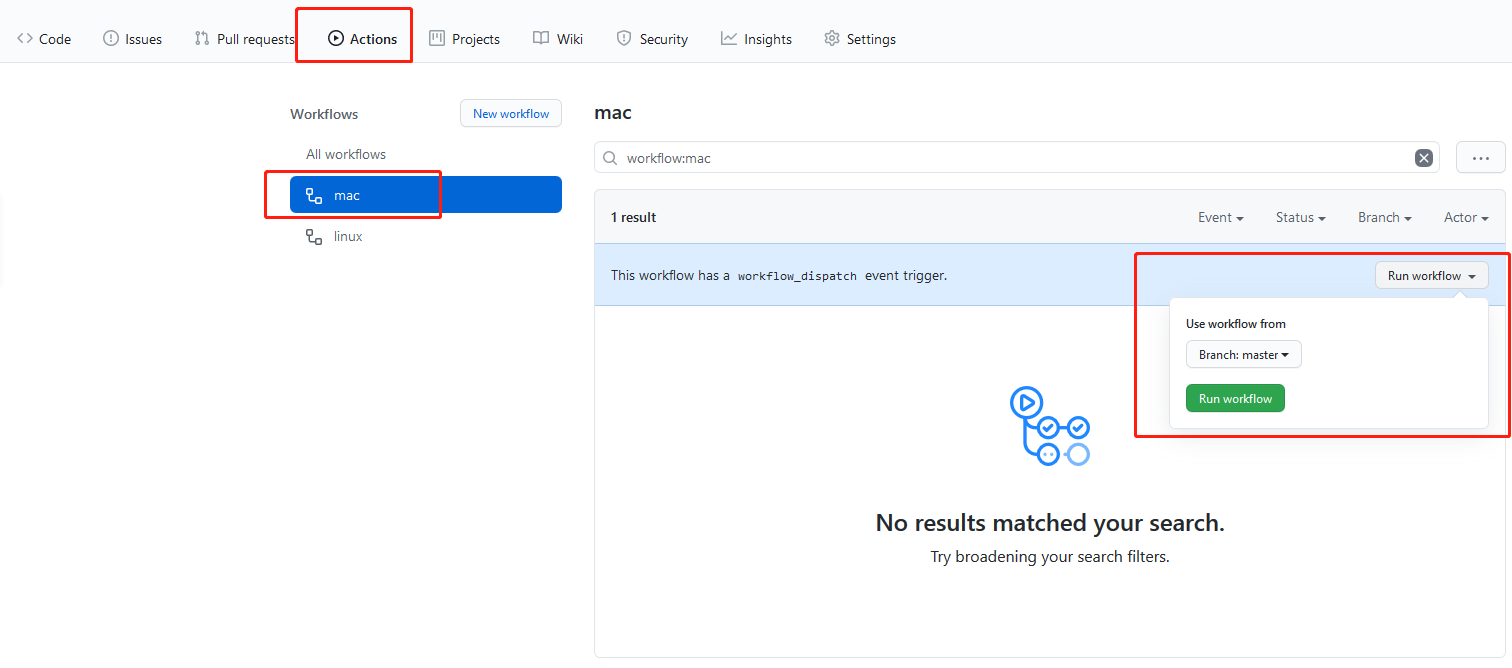 Code Issues Pull requests Actions Projects Wiki Security Insights Settings
Workflows New workflow
All workflows
mac
linux
mac
workflow:mac
1 result Event Status Branch Actor
This workflow has a workflow_dispatch event trigger. Run workflow
Use workflow from
Branch: master
Run workflow
No results matched your search.
Try broadening your search filters.